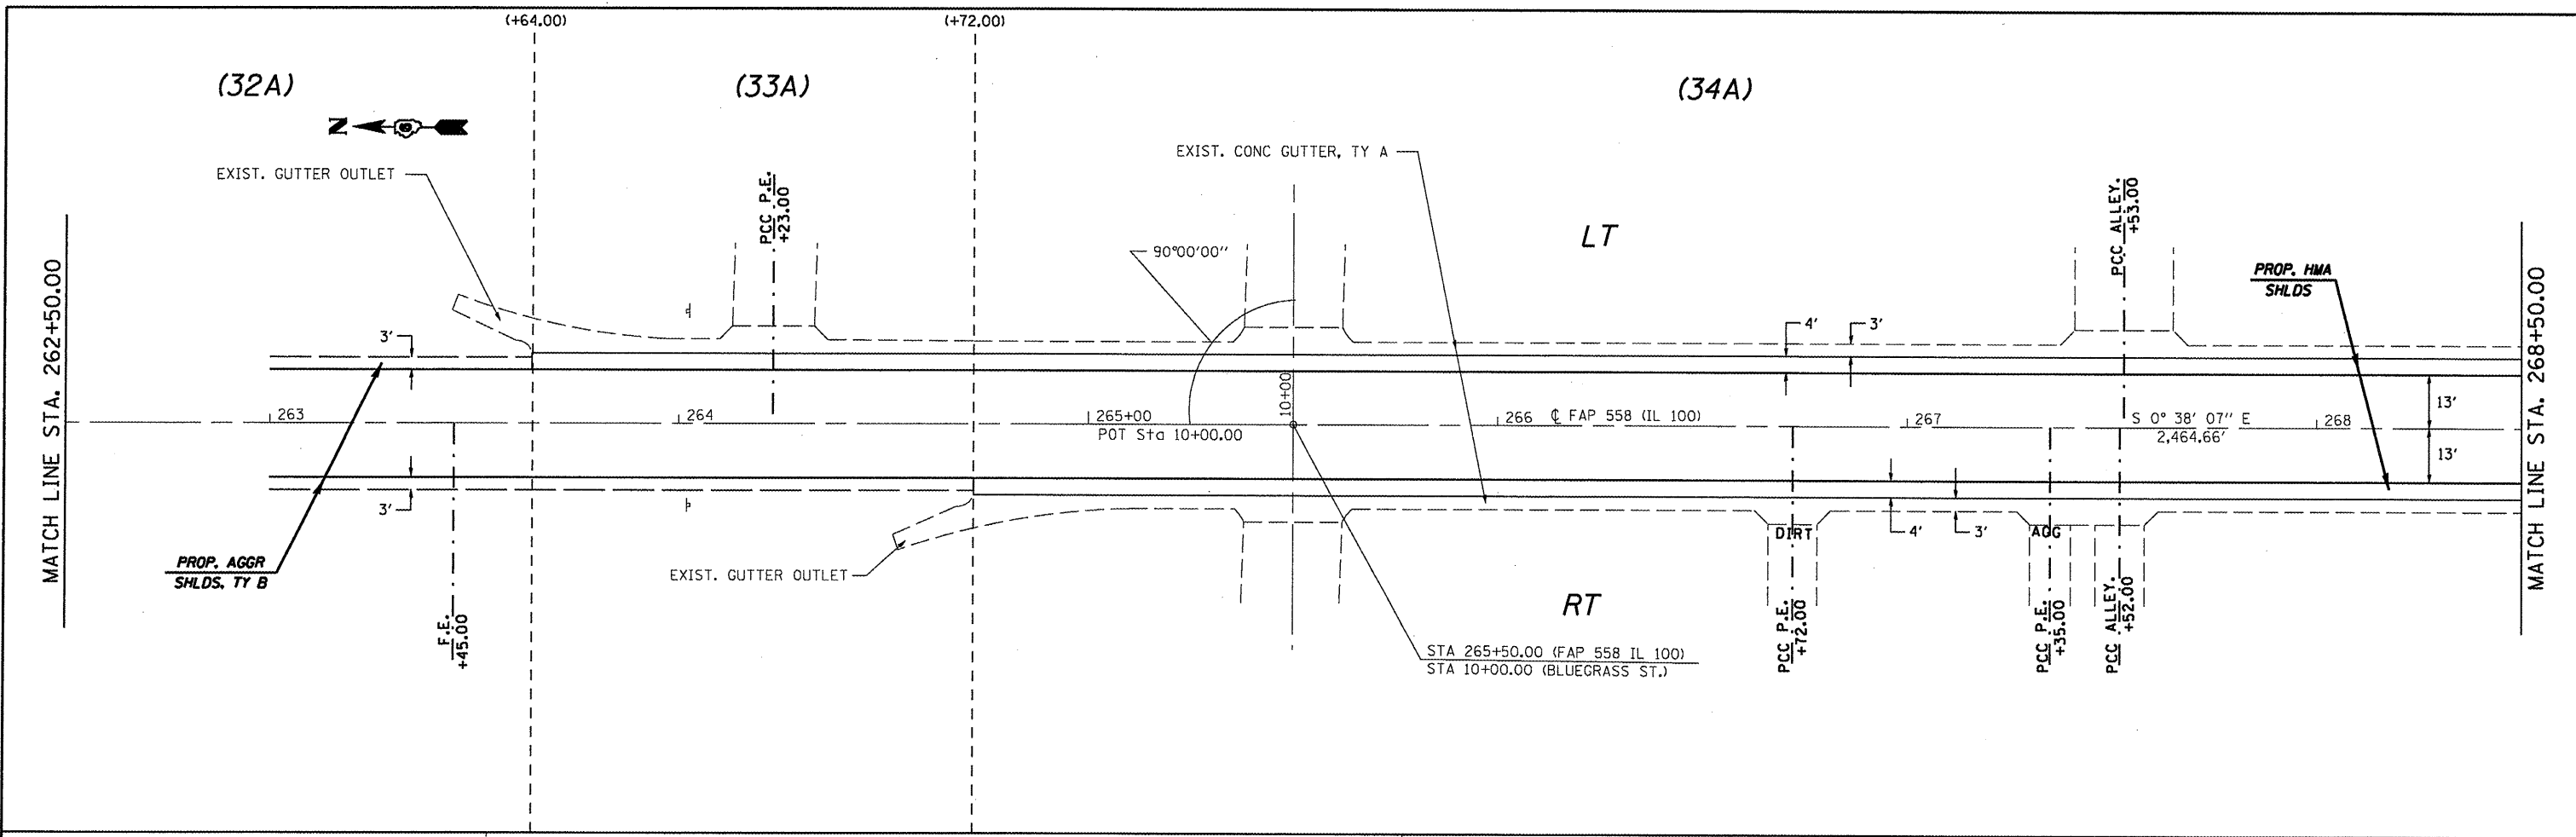 (+64.00)
(+72.00)
(32A)
(33A)
(34A)
N
EXIST. GUTTER OUTLET
PCC P.E.
+23.00
EXIST. CONC GUTTER, TY A
90°00'00"
LT
PCC ALLEY.
+53.00
PROP. HMA
SHLDS
MATCH LINE STA. 262+50.00
MATCH LINE STA. 268+50.00
3'
4'
3'
263
264
265+00
POT Sta 10+00.00
10+00
266
℄ FAP 558 (IL 100)
267
S 0° 38' 07" E
2,464.66'
268
13'
13'
3'
PROP. AGGR
SHLDS, TY B
F.E.
+45.00
EXIST. GUTTER OUTLET
RT
DIRT
4'
3'
AGG
PCC P.E.
+72.00
PCC P.E.
+35.00
PCC ALLEY.
+52.00
STA 265+50.00 (FAP 558 IL 100)
STA 10+00.00 (BLUEGRASS ST.)